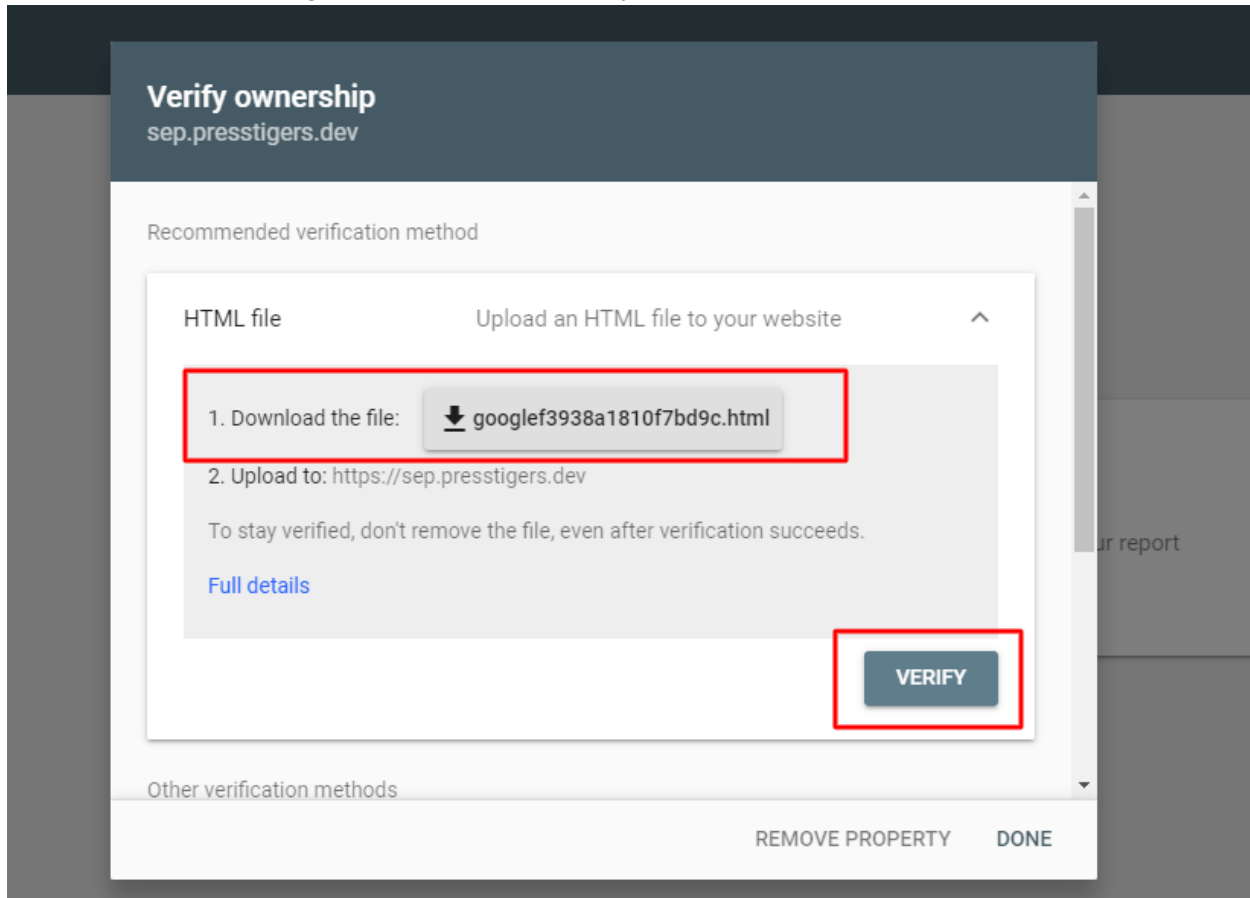 Verify ownership
sep.presstigers.dev
Recommended verification method
HTML file
Upload an HTML file to your website
1. Download the file: googlef3938a1810f7bd9c.html
2. Upload to: https://sep.presstigers.dev
To stay verified, don't remove the file, even after verification succeeds.
Full details
VERIFY
Other verification methods
REMOVE PROPERTY DONE
report